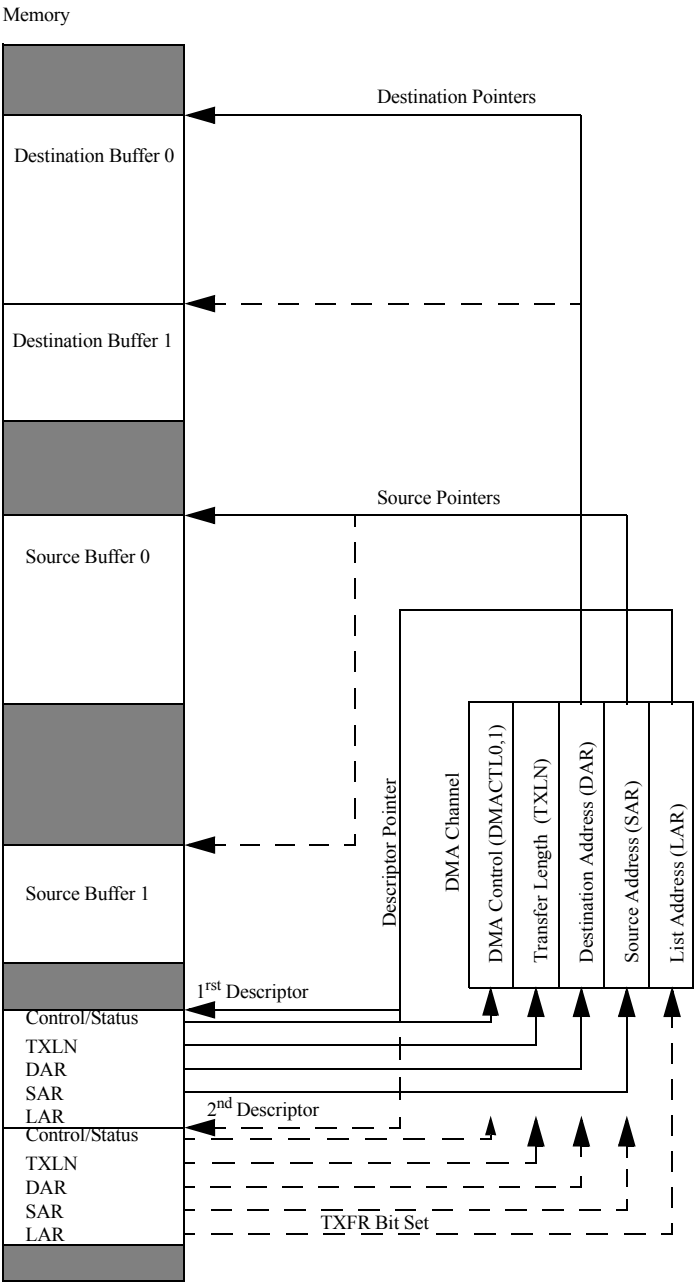 Memory
Destination Pointers
Destination Buffer 0
Destination Buffer 1
Source Pointers
Source Buffer 0
DMA Channel
DMA Control (DMACTL0,1)
Transfer Length (TXLN)
Destination Address (DAR)
Source Address (SAR)
List Address (LAR)
Descriptor Pointer
Source Buffer 1
1rst Descriptor
Control/Status
TXLN
DAR
SAR
LAR
2nd Descriptor
Control/Status
TXLN
DAR
SAR
LAR
TXFR Bit Set